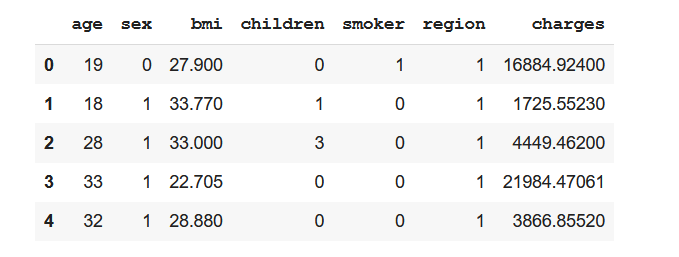 age sex bmi children smoker region charges
0 19 0 27.900 0 1 1 16884.92400
1 18 1 33.770 1 0 1 1725.55230
2 28 1 33.000 3 0 1 4449.46200
3 33 1 22.705 0 0 1 21984.47061
4 32 1 28.880 0 0 1 3866.85520